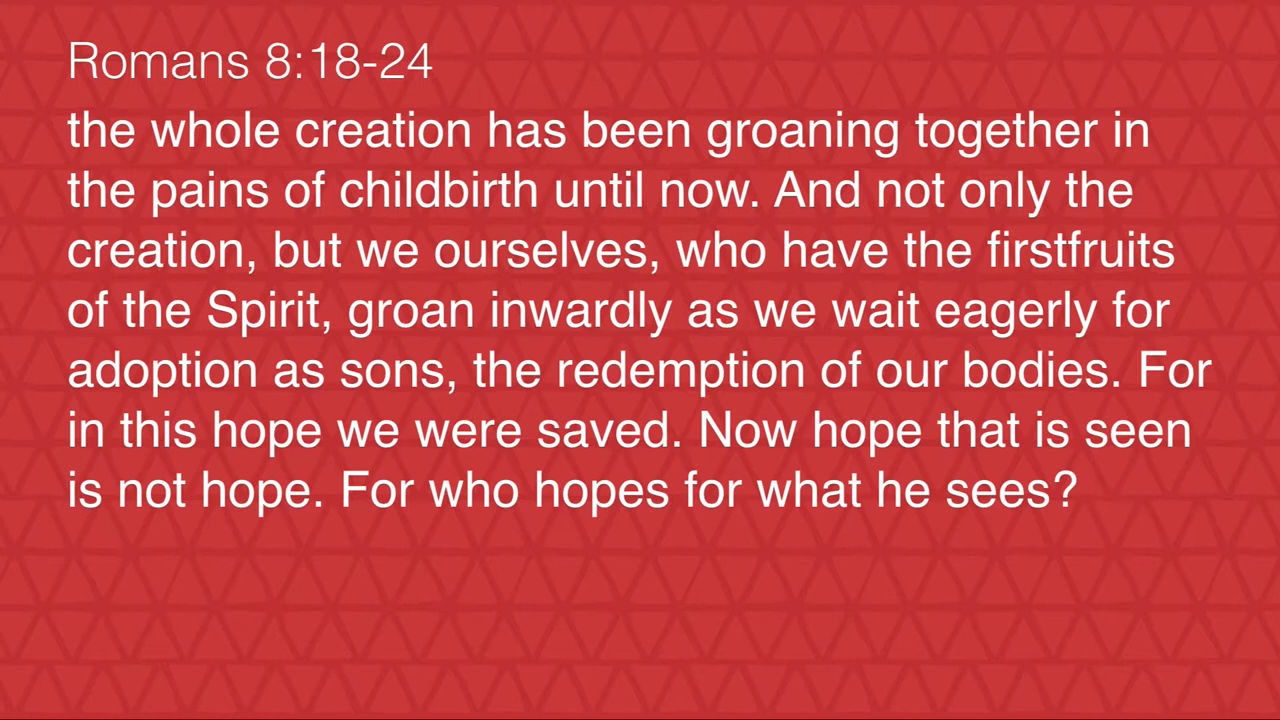 Romans 8:18-24
the whole creation has been groaning together in
the pains of childbirth until now. And not only the
creation, but we ourselves, who have the firstfruits
of the Spirit, groan inwardly as we wait eagerly for
adoption as sons, the redemption of our bodies. For
in this hope we were saved. Now hope that is seen
is not hope. For who hopes for what he sees?